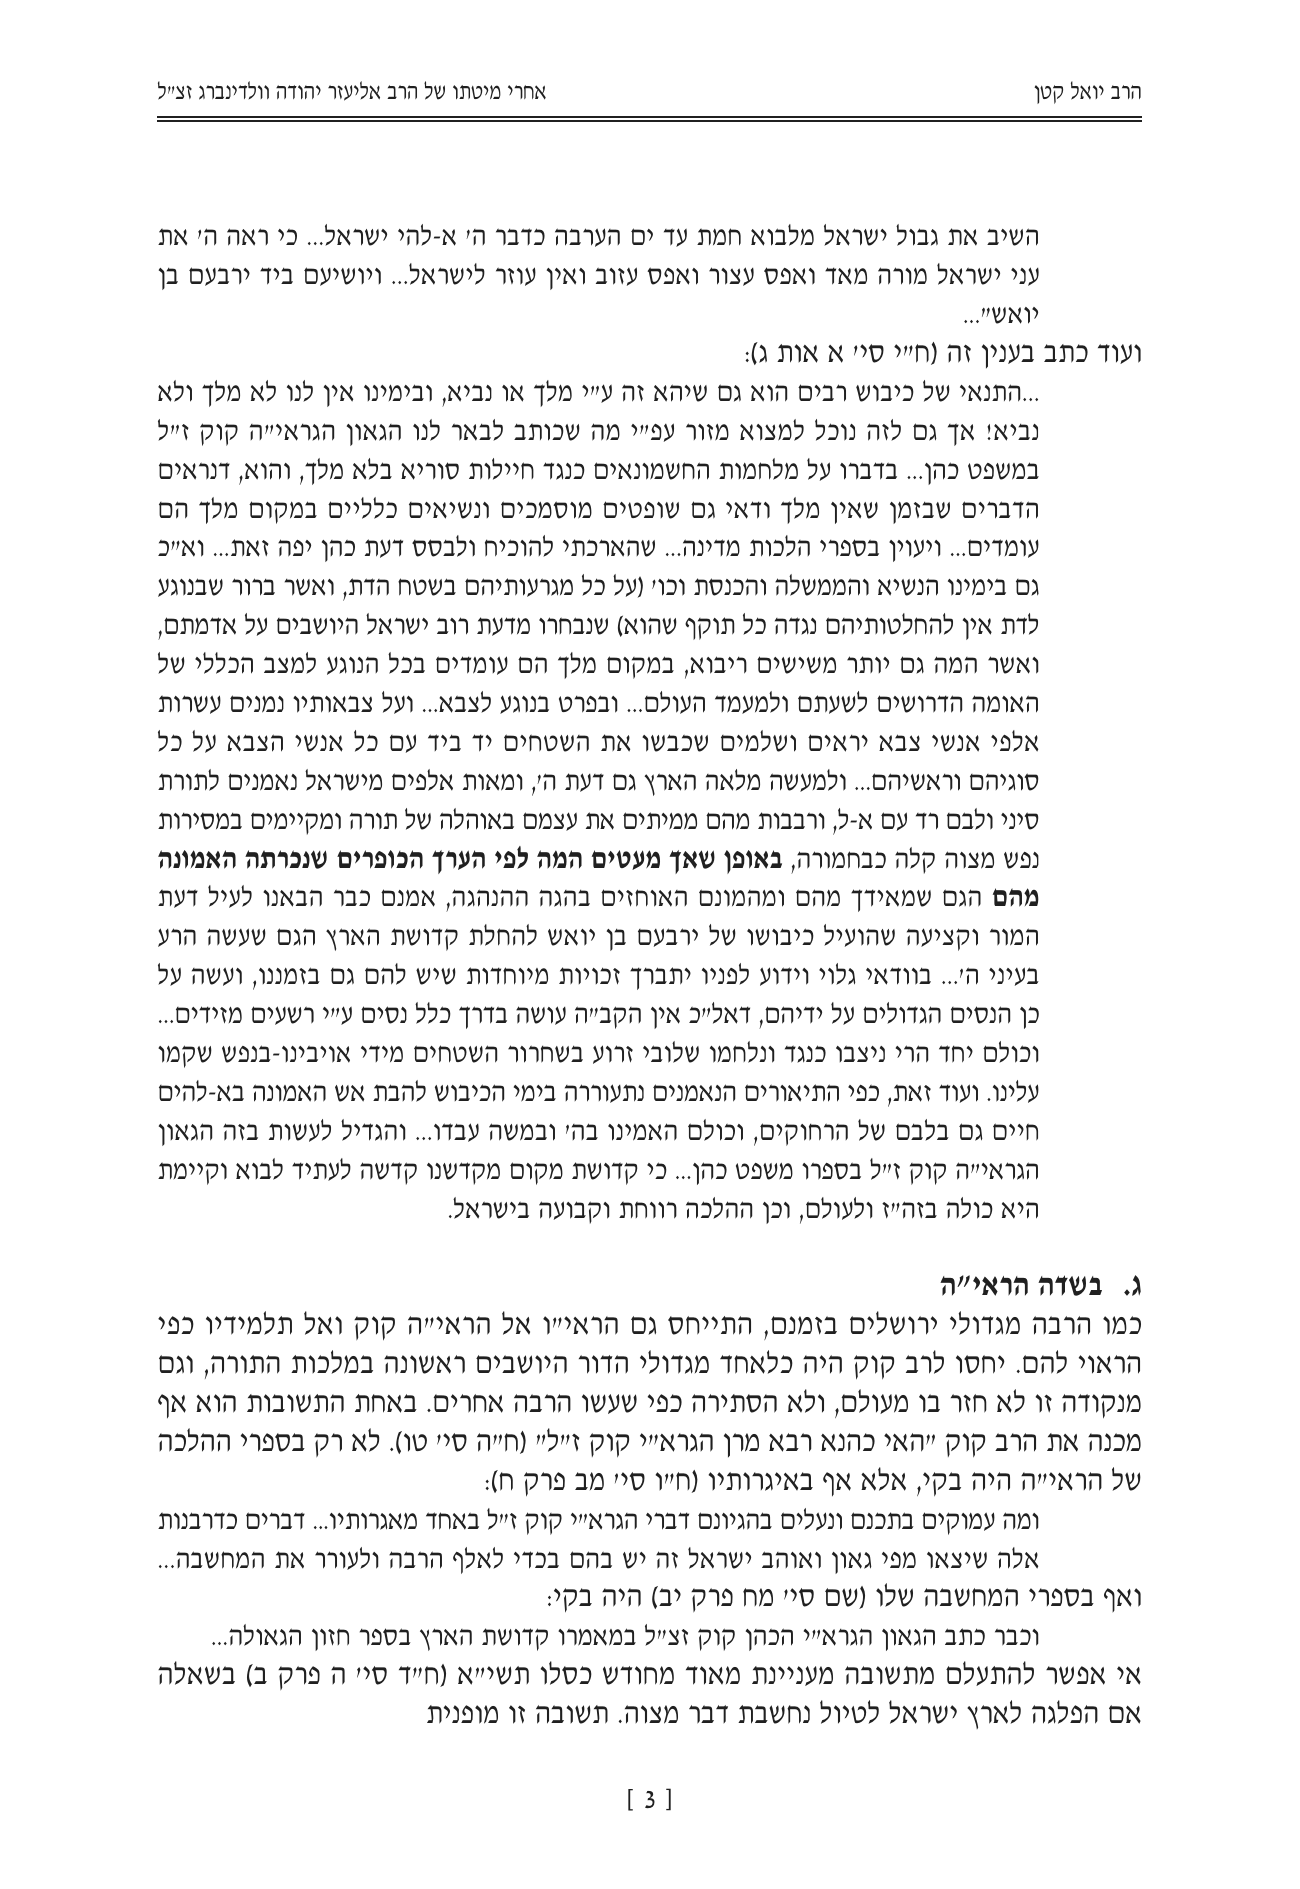 הרב יואל קטן
אחרי מיטתו של הרב אליעזר יהודה וולדינברג זצ״ל
השיב את גבול ישראל מלבוא חמת עד ים הערבה כדבר ה׳ א-להי ישראל... כי ראה ה׳ את
עני ישראל מורה מאד ואפס עצור ואפס עזוב ואין עוזר לישראל... ויושיעם ביד ירבעם בן
יואש״...
ועוד כתב בענין זה (ח״י סי׳ א אות ג):
...התנאי של כיבוש רבים הוא גם שיהא זה ע״י מלך או נביא, ובימינו אין לנו לא מלך ולא
נביא! אך גם לזה נוכל למצוא מזור עפ״י מה שכותב לבאר לנו הגאון הגראי״ה קוק ז״ל
במשפט כהן... בדברו על מלחמות החשמונאים כנגד חיילות סוריא בלא מלך, והוא, דנראים
הדברים שבזמן שאין מלך ודאי גם שופטים מוסמכים ונשיאים כלליים במקום מלך הם
עומדים... ויעוין בספרי הלכות מדינה... שהארכתי להוכיח ולבסס דעת כהן יפה זאת... וא״כ
גם בימינו הנשיא והממשלה והכנסת וכו׳ (על כל מגרעותיהם בשטח הדת, ואשר ברור שבנוגע
לדת אין להחלטותיהם נגדה כל תוקף שהוא) שנבחרו מדעת רוב ישראל היושבים על אדמתם,
ואשר המה גם יותר משישים ריבוא, במקום מלך הם עומדים בכל הנוגע למצב הכללי של
האומה הדרושים לשעתם ולמעמד העולם... ובפרט בנוגע לצבא... ועל צבאותיו נמנים עשרות
אלפי אנשי צבא יראים ושלמים שכבשו את השטחים יד ביד עם כל אנשי הצבא על כל
סוגיהם וראשיהם... ולמעשה מלאה הארץ גם דעת ה׳, ומאות אלפים מישראל נאמנים לתורת
סיני ולבם רד עם א-ל, ורבבות מהם ממיתים את עצמם באוהלה של תורה ומקיימים במסירות
נפש מצוה קלה כבחמורה, באופן שאך מעטים המה לפי הערך הכופרים שנכרתה האמונה
מהם הגם שמאידך מהם ומהמונם האוחזים בהגה ההנהגה, אמנם כבר הבאנו לעיל דעת
המור וקציעה שהועיל כיבושו של ירבעם בן יואש להחלת קדושת הארץ הגם שעשה הרע
בעיני ה׳... בוודאי גלוי וידוע לפניו יתברך זכויות מיוחדות שיש להם גם בזמננו, ועשה על
כן הנסים הגדולים על ידיהם, דאל״כ אין הקב״ה עושה בדרך כלל נסים ע״י רשעים מזידים...
וכולם יחד הרי ניצבו כנגד ונלחמו שלובי זרוע בשחרור השטחים מידי אויבינו-בנפש שקמו
עלינו. ועוד זאת, כפי התיאורים הנאמנים נתעוררה בימי הכיבוש להבת אש האמונה בא-להים
חיים גם בלבם של הרחוקים, וכולם האמינו בה׳ ובמשה עבדו... והגדיל לעשות בזה הגאון
הגראי״ה קוק ז״ל בספרו משפט כהן... כי קדושת מקום מקדשנו קדשה לעתיד לבוא וקיימת
היא כולה בזה״ז ולעולם, וכן ההלכה רווחת וקבועה בישראל.
ג. בשדה הראי״ה
כמו הרבה מגדולי ירושלים בזמנם, התייחס גם הראי״ו אל הראי״ה קוק ואל תלמידיו כפי
הראוי להם. יחסו לרב קוק היה כלאחד מגדולי הדור היושבים ראשונה במלכות התורה, וגם
מנקודה זו לא חזר בו מעולם, ולא הסתירה כפי שעשו הרבה אחרים. באחת התשובות הוא אף
מכנה את הרב קוק ״האי כהנא רבא מרן הגרא״י קוק ז״ל״ (ח״ה סי׳ טו). לא רק בספרי ההלכה
של הראי״ה היה בקי, אלא אף באיגרותיו (ח״ו סי׳ מב פרק ח):
ומה עמוקים בתכנם ונעלים בהגיונם דברי הגרא״י קוק ז״ל באחד מאגרותיו... דברים כדרבנות
אלה שיצאו מפי גאון ואוהב ישראל זה יש בהם בכדי לאלף הרבה ולעורר את המחשבה...
ואף בספרי המחשבה שלו (שם סי׳ מח פרק יב) היה בקי:
וכבר כתב הגאון הגרא״י הכהן קוק זצ״ל במאמרו קדושת הארץ בספר חזון הגאולה...
אי אפשר להתעלם מתשובה מעניינת מאוד מחודש כסלו תשי״א (ח״ד סי׳ ה פרק ב) בשאלה
אם הפלגה לארץ ישראל לטיול נחשבת דבר מצוה. תשובה זו מופנית
[ 3 ]